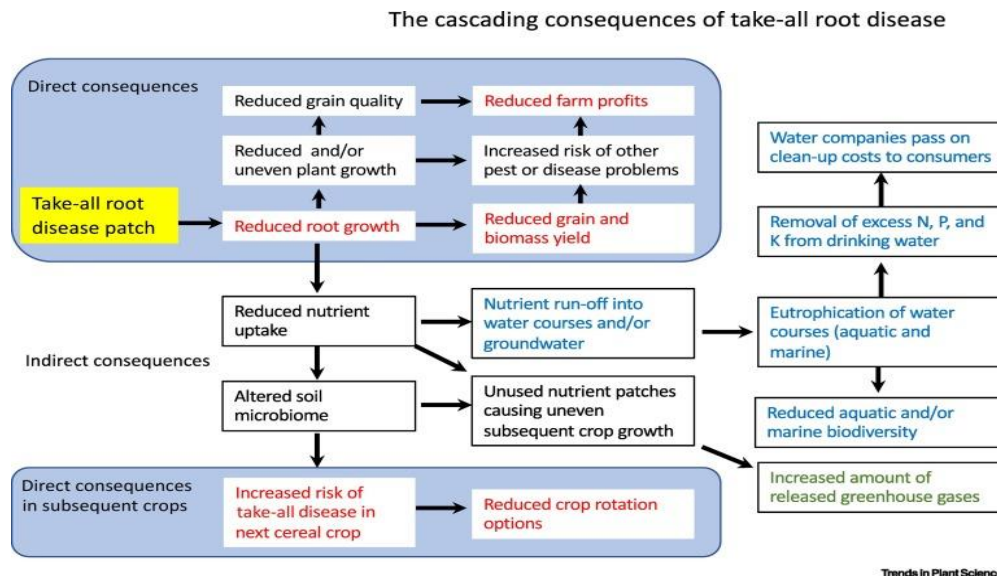 The cascading consequences of take-all root disease
Direct consequences
Reduced grain quality
Reduced farm profits
Reduced  and/or
uneven plant growth
Increased risk of other
pest or disease problems
Take-all root
disease patch
Reduced root growth
Reduced grain and
biomass yield
Water companies pass on
clean-up costs to consumers
Removal of excess N, P, and
K from drinking water
Reduced nutrient
uptake
Nutrient run-off into
water courses and/or
groundwater
Eutrophication of water
courses (aquatic and
marine)
Indirect consequences
Altered soil
microbiome
Unused nutrient patches
causing uneven
subsequent crop growth
Reduced aquatic and/or
marine biodiversity
Increased amount of
released greenhouse gases
Direct consequences
in subsequent crops
Increased risk of
take-all disease in
next cereal crop
Reduced crop rotation
options
Trends in Plant Science